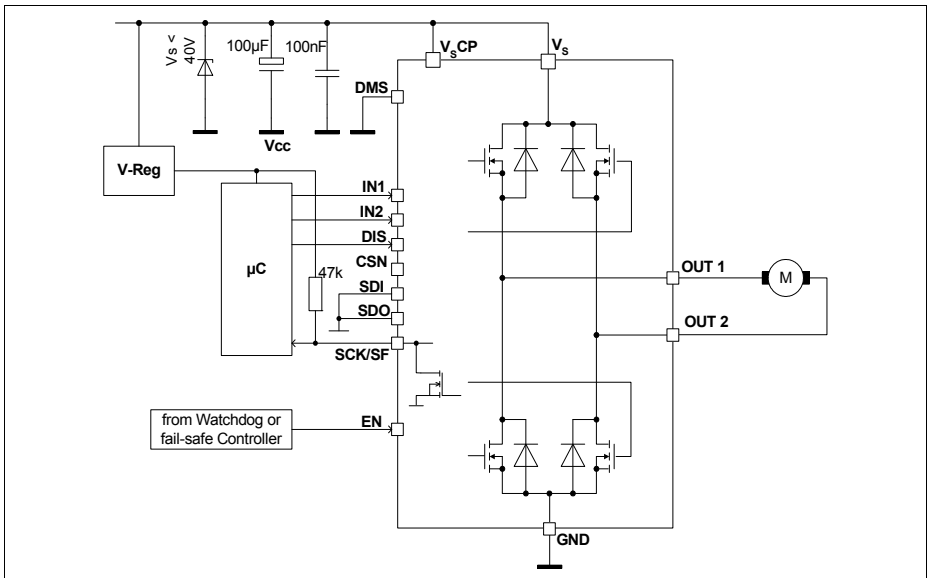 Vs <
40V
100µF
100nF
VSCP
VS
DMS
Vcc
V-Reg
IN1
IN2
DIS
µC
CSN
47k
SDI
SDO
SCK/SF
OUT 1
M
OUT 2
from Watchdog or
fail-safe Controller
EN
GND